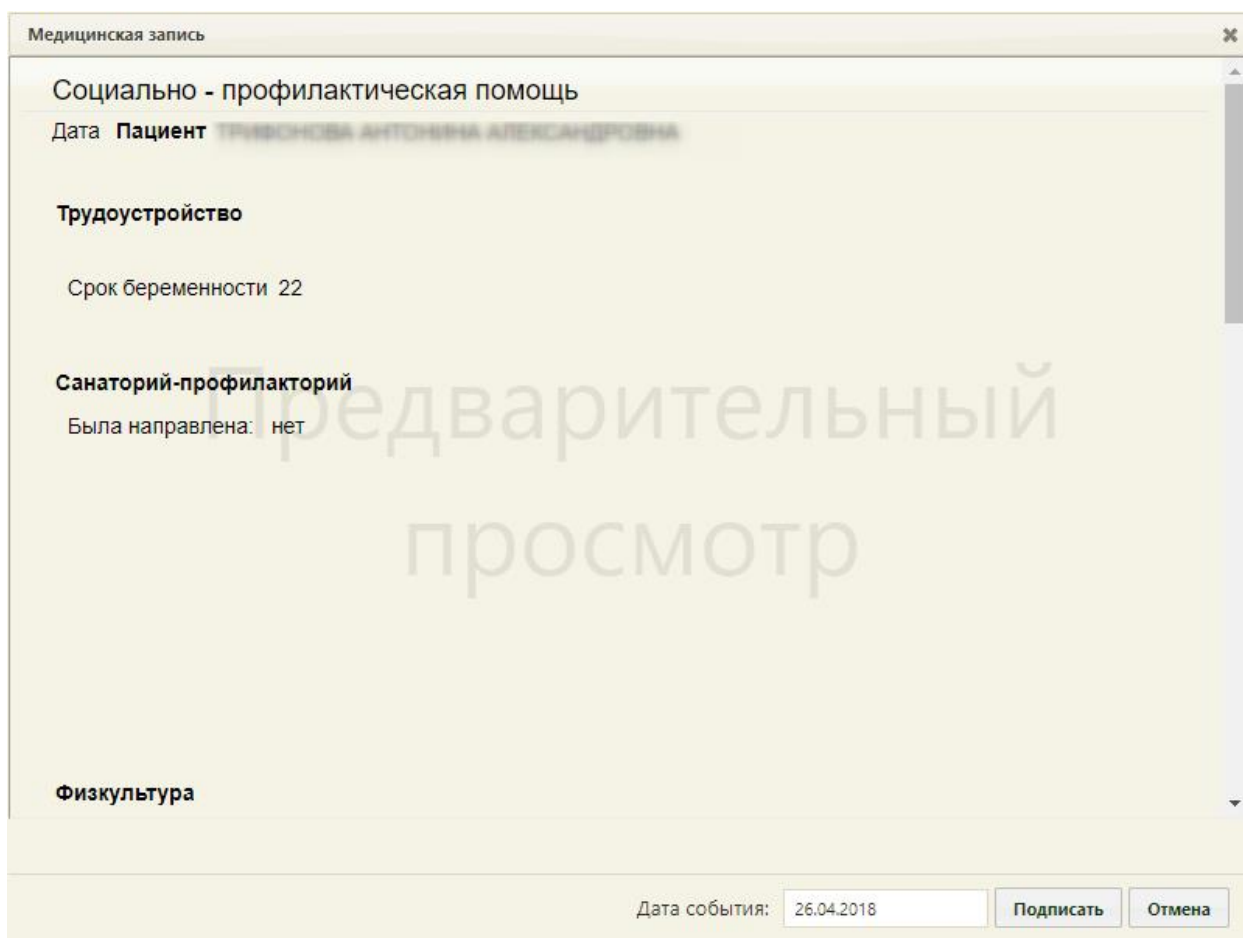 Медицинская запись
Социально - профилактическая помощь
Дата Пациент
Трудоустройство
Срок беременности 22
Санаторий-профилакторий
Была направлена: нет
Предварительный
просмотр
Физкультура
Дата события: 26.04.2018 Подписать Отмена